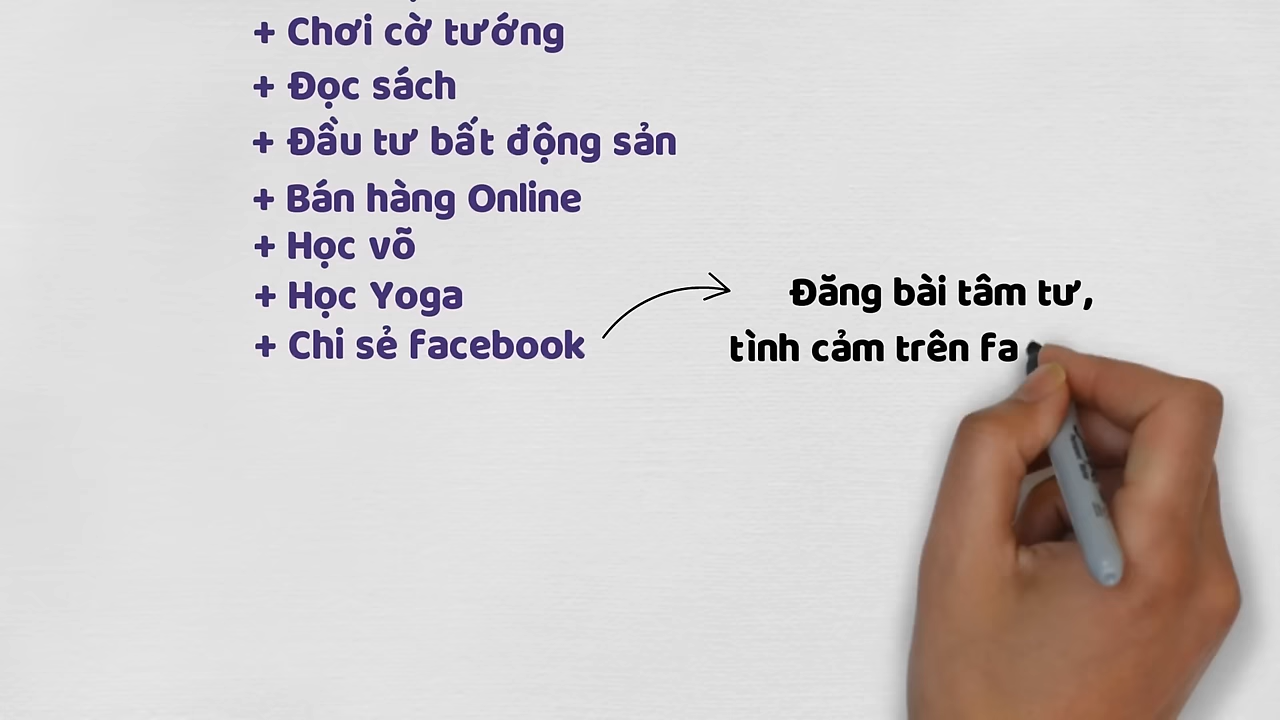 + Chơi cờ tướng
+ Đọc sách
+ Đầu tư bất động sản
+ Bán hàng Online
+ Học võ
+ Học Yoga
+ Chi sẻ facebook
Đăng bài tâm tư,
tình cảm trên fa